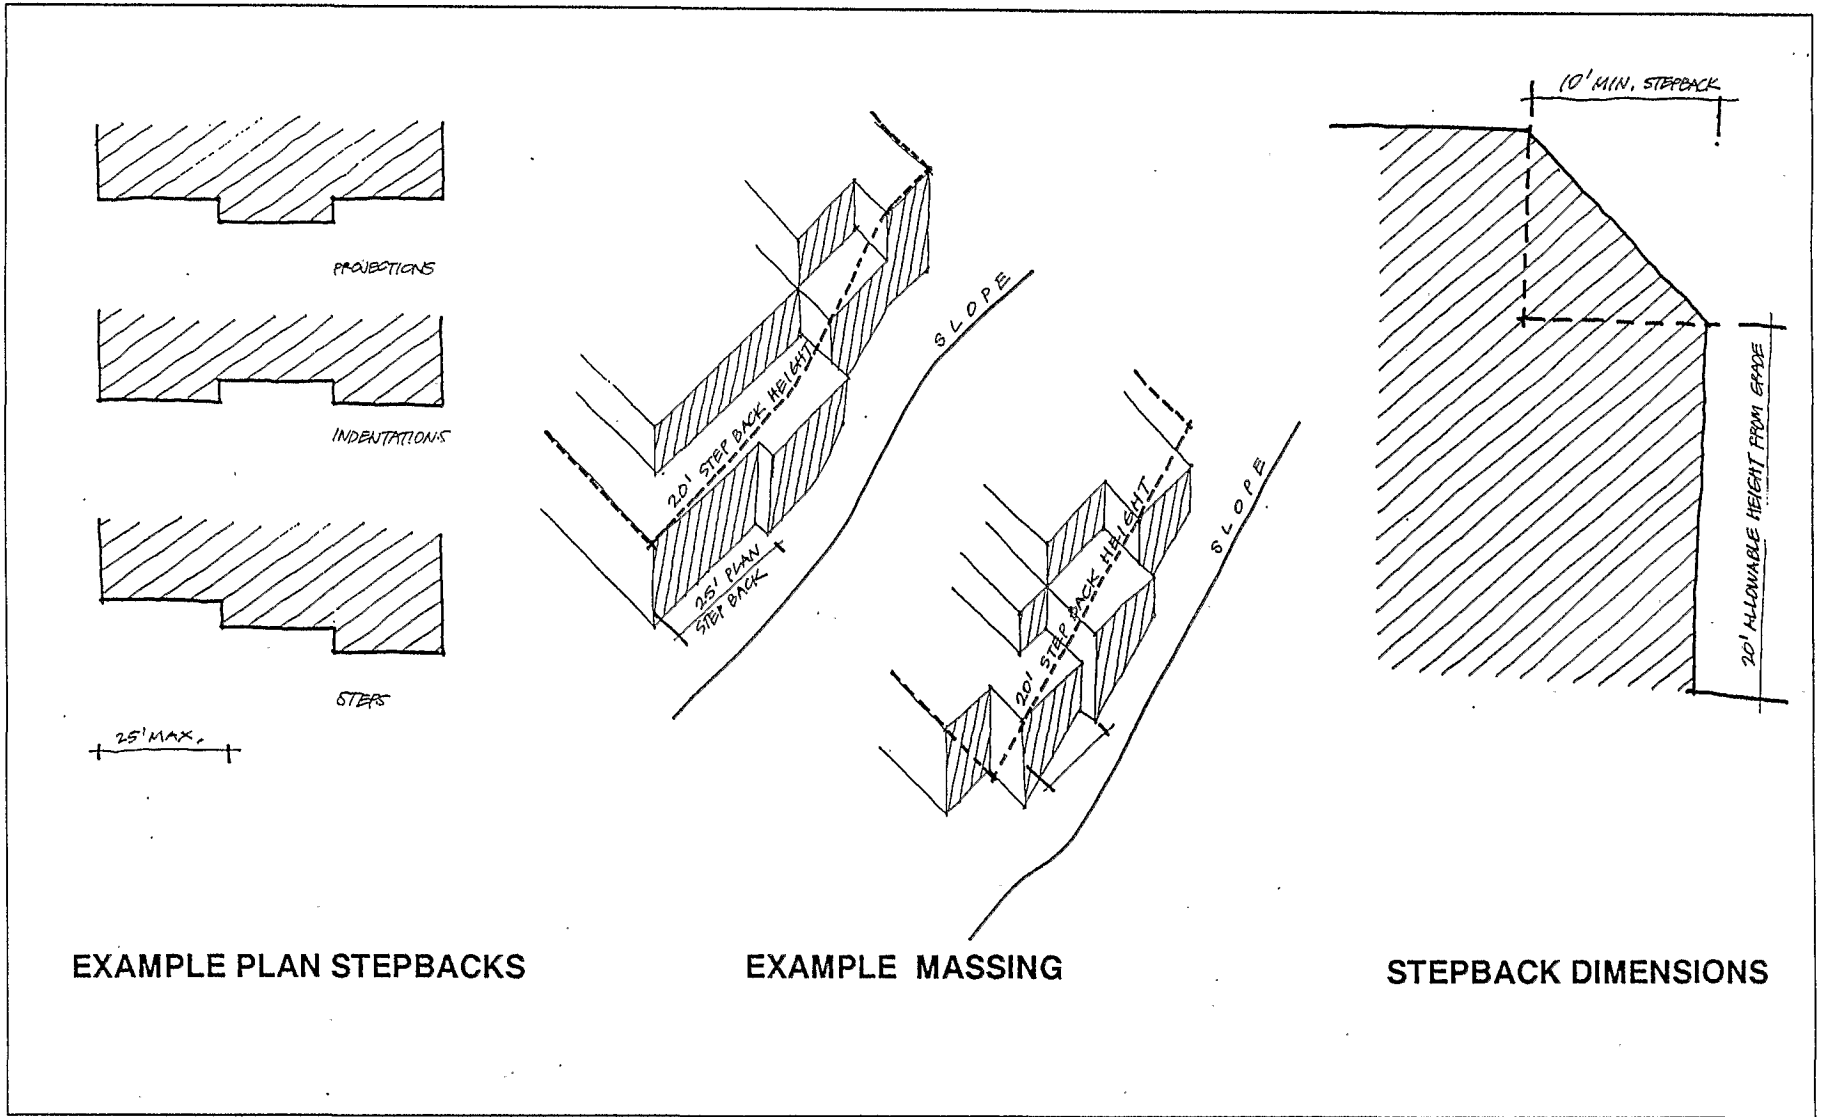 10' MIN. STEPBACK
PROJECTIONS
INDENTATIONS
STEPS
25' MAX.
20' STEP BACK HEIGHT
25' PLAN
STEP BACK
SLOPE
20' STEP BACK HEIGHT
SLOPE
20' ALLOWABLE HEIGHT FROM GRADE
EXAMPLE PLAN STEPBACKS
EXAMPLE MASSING
STEPBACK DIMENSIONS